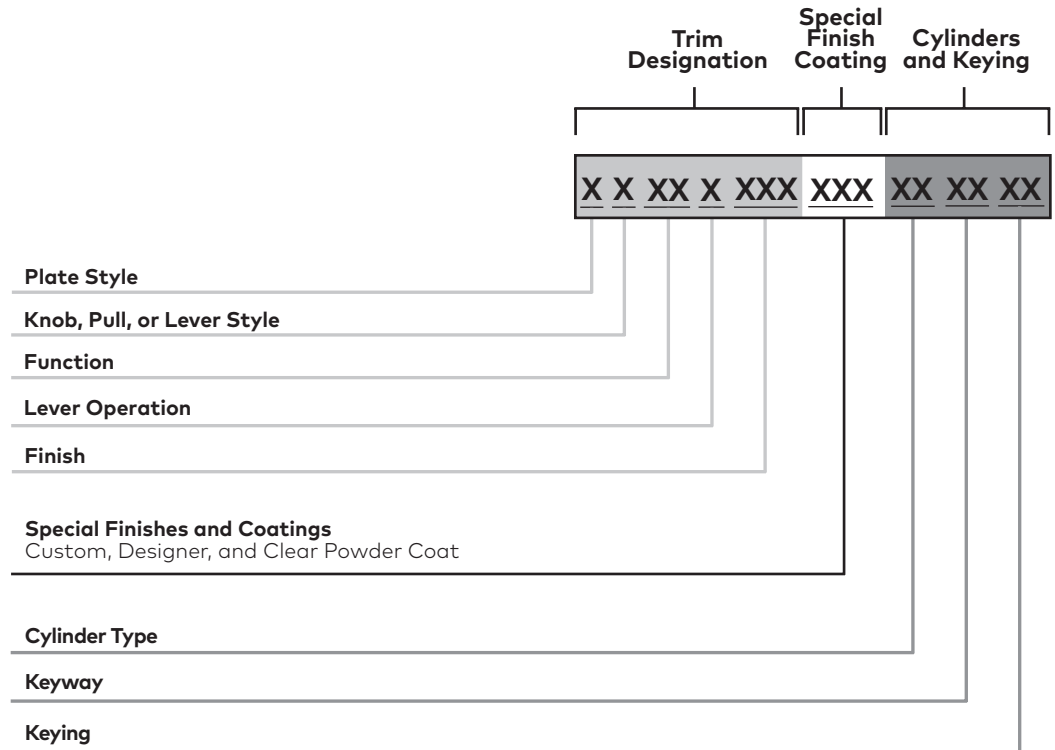 Trim
Designation
Special
Finish
Coating
Cylinders
and Keying
X X XX X XXX XXX XX XX XX
Plate Style
Knob, Pull, or Lever Style
Function
Lever Operation
Finish
Special Finishes and Coatings
Custom, Designer, and Clear Powder Coat
Cylinder Type
Keyway
Keying